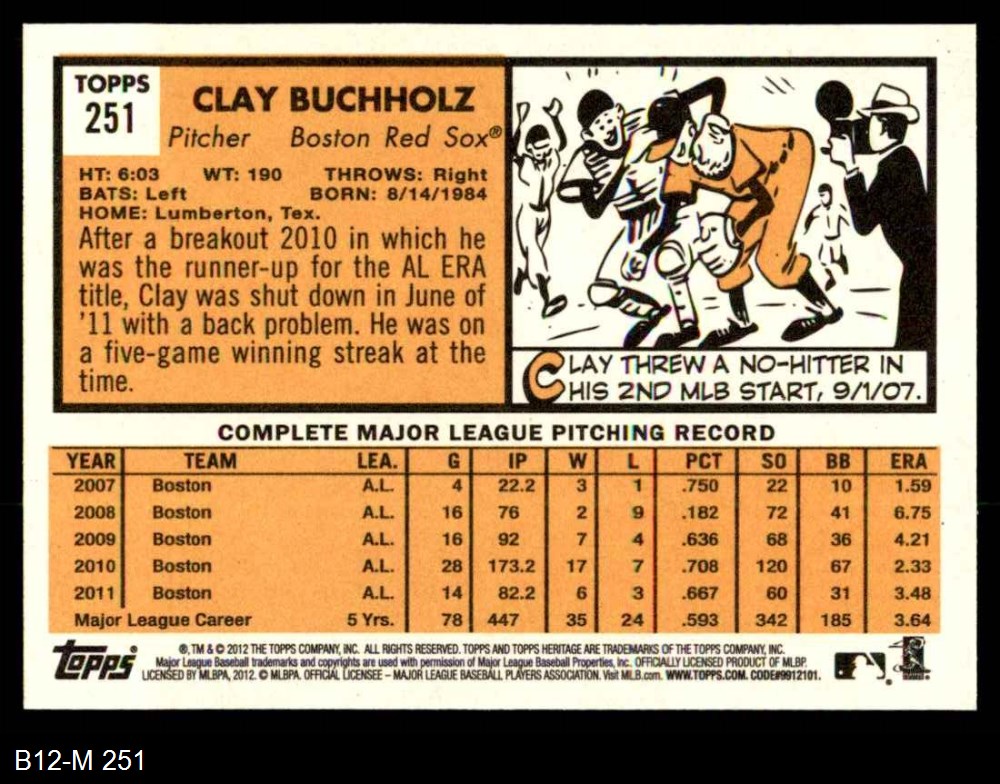 TOPPS
251
CLAY BUCHHOLZ
Pitcher Boston Red Sox®
HT: 6:03 WT: 190 THROWS: Right
BATS: Left BORN: 8/14/1984
HOME: Lumberton, Tex.
After a breakout 2010 in which he
was the runner-up for the AL ERA
title, Clay was shut down in June of
'11 with a back problem. He was on
a five-game winning streak at the
time.
CLAY THREW A NO-HITTER IN
HIS 2ND MLB START, 9/1/07.
COMPLETE MAJOR LEAGUE PITCHING RECORD
YEAR TEAM LEA. G IP W L PCT SO BB ERA
2007 Boston A.L. 4 22.2 3 1 .750 22 10 1.59
2008 Boston A.L. 16 76 2 9 .182 72 41 6.75
2009 Boston A.L. 16 92 7 4 .636 68 36 4.21
2010 Boston A.L. 28 173.2 17 7 .708 120 67 2.33
2011 Boston A.L. 14 82.2 6 3 .667 60 31 3.48
Major League Career 5 Yrs. 78 447 35 24 .593 342 185 3.64
topps®
®, TM & © 2012 THE TOPPS COMPANY, INC. ALL RIGHTS RESERVED. TOPPS AND TOPPS HERITAGE ARE TRADEMARKS OF THE TOPPS COMPANY, INC.
Major League Baseball trademarks and copyrights are used with permission of Major League Baseball Properties, Inc. OFFICIALLY LICENSED PRODUCT OF MLBP.
LICENSED BY MLBPA, 2012. © MLBPA. OFFICIAL LICENSEE – MAJOR LEAGUE BASEBALL PLAYERS ASSOCIATION. Visit MLB.com. WWW.TOPPS.COM. CODE#9912101.
B12-M 251